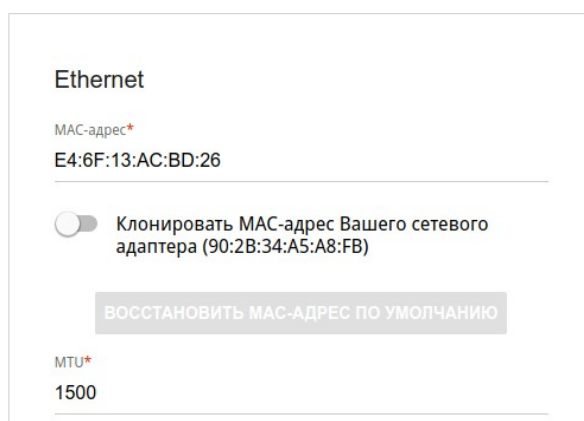 Ethernet
MAC-адрес*
E4:6F:13:AC:BD:26
Клонировать MAC-адрес Вашего сетевого
адаптера (90:2B:34:A5:A8:FB)
ВОССТАНОВИТЬ MAC-АДРЕС ПО УМОЛЧАНИЮ
MTU*
1500